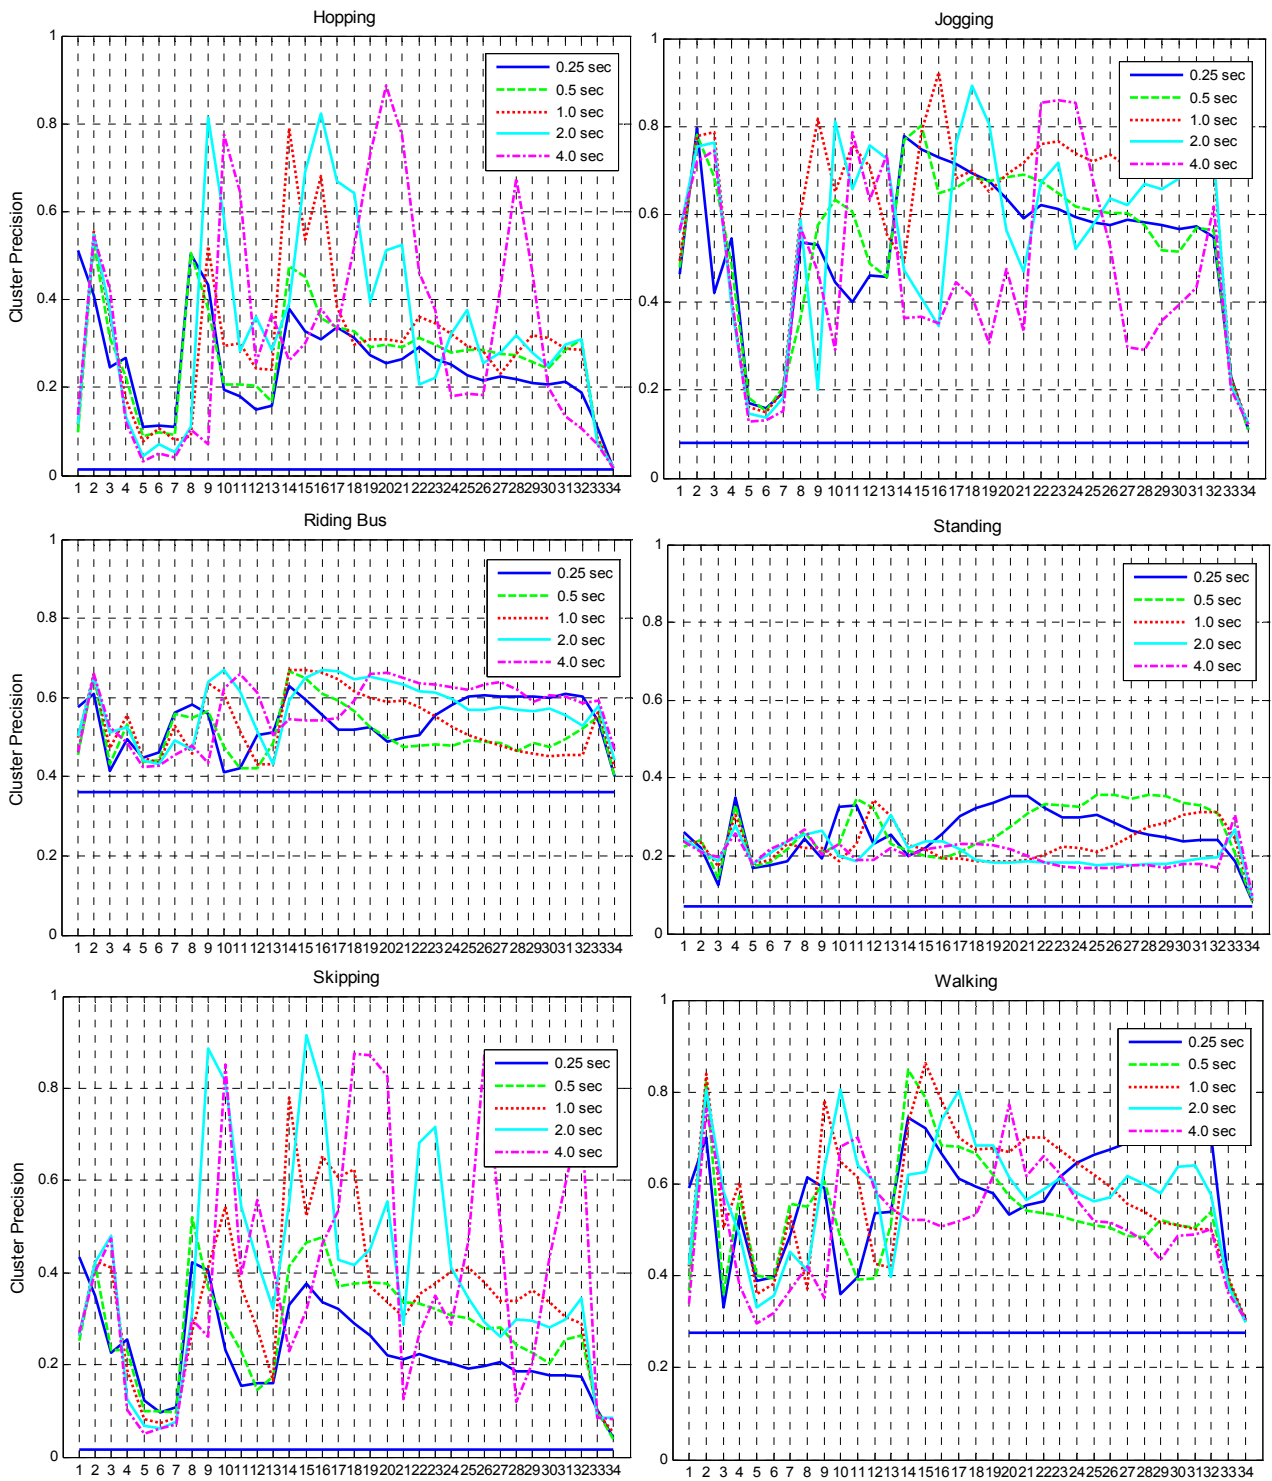 Hopping
Cluster Precision
1
0.8
0.6
0.4
0.2
0
0.25 sec
0.5 sec
1.0 sec
2.0 sec
4.0 sec
1 2 3 4 5 6 7 8 9 10 11 12 13 14 15 16 17 18 19 20 21 22 23 24 25 26 27 28 29 30 31 32 33 34
Jogging
1
0.8
0.6
0.4
0.2
0
0.25 sec
0.5 sec
1.0 sec
2.0 sec
4.0 sec
1 2 3 4 5 6 7 8 9 10 11 12 13 14 15 16 17 18 19 20 21 22 23 24 25 26 27 28 29 30 31 32 33 34
Riding Bus
Cluster Precision
1
0.8
0.6
0.4
0.2
0
0.25 sec
0.5 sec
1.0 sec
2.0 sec
4.0 sec
1 2 3 4 5 6 7 8 9 10 11 12 13 14 15 16 17 18 19 20 21 22 23 24 25 26 27 28 29 30 31 32 33 34
Standing
1
0.8
0.6
0.4
0.2
0
0.25 sec
0.5 sec
1.0 sec
2.0 sec
4.0 sec
1 2 3 4 5 6 7 8 9 10 11 12 13 14 15 16 17 18 19 20 21 22 23 24 25 26 27 28 29 30 31 32 33 34
Skipping
Cluster Precision
1
0.8
0.6
0.4
0.2
0
0.25 sec
0.5 sec
1.0 sec
2.0 sec
4.0 sec
1 2 3 4 5 6 7 8 9 10 11 12 13 14 15 16 17 18 19 20 21 22 23 24 25 26 27 28 29 30 31 32 33 34
Walking
1
0.8
0.6
0.4
0.2
0
0.25 sec
0.5 sec
1.0 sec
2.0 sec
4.0 sec
1 2 3 4 5 6 7 8 9 10 11 12 13 14 15 16 17 18 19 20 21 22 23 24 25 26 27 28 29 30 31 32 33 34